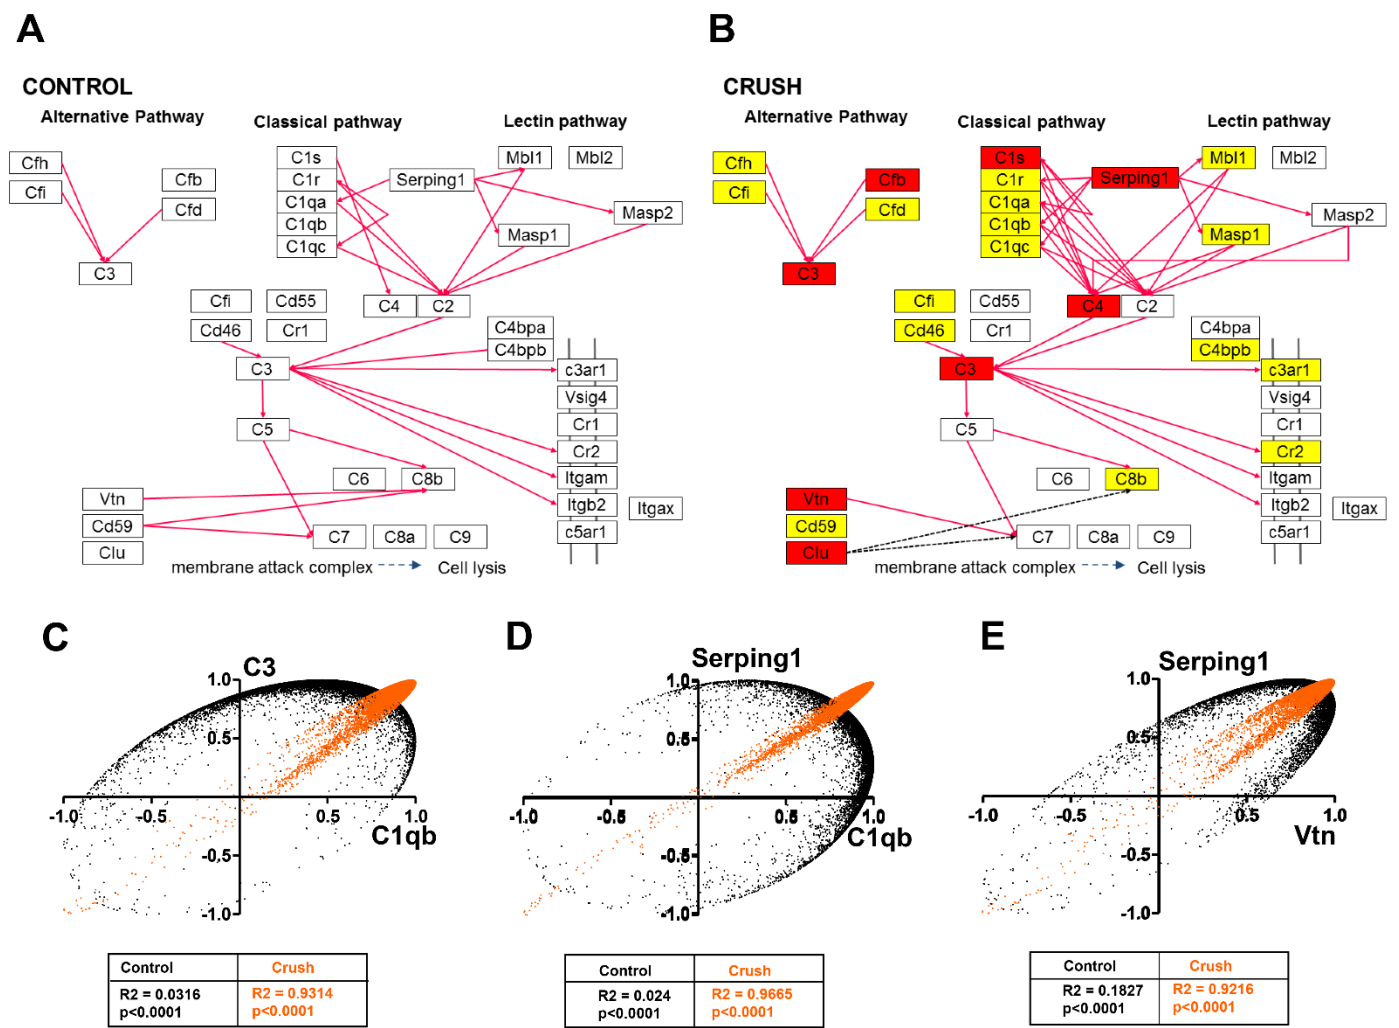 A
CONTROL
Alternative Pathway
Classical pathway
Lectin pathway
Cfh
Cfi
Cfb
Cfd
C3
C1s
C1r
C1qa
C1qb
C1qc
Serping1
Mbl1
Mbl2
Masp2
Masp1
Cfi
Cd55
Cd46
Cr1
C4
C2
C4bpa
C4bpb
C3
c3ar1
Vsig4
Cr1
Cr2
Itgam
Itgb2
c5ar1
Itgax
C5
C6
C8b
Vtn
Cd59
Clu
C7
C8a
C9
membrane attack complex
Cell lysis
B
CRUSH
Alternative Pathway
Classical pathway
Lectin pathway
Cfh
Cfi
Cfb
Cfd
C3
C1s
C1r
C1qa
C1qb
C1qc
Serping1
Mbl1
Mbl2
Masp2
Masp1
Cfi
Cd55
Cd46
Cr1
C4
C2
C4bpa
C4bpb
C3
c3ar1
Vsig4
Cr1
Cr2
Itgam
Itgb2
c5ar1
Itgax
C5
C6
C8b
Vtn
Cd59
Clu
C7
C8a
C9
membrane attack complex
Cell lysis
C
C3
1.0
0.5
-1.0
-0.5
0.5
1.0
C1qb
-0.5
-1.0
Control
Crush
R2 = 0.0316
R2 = 0.9314
p<0.0001
p<0.0001
D
Serping1
1.0
0.5
-1.0
-0.5
0.5
1.0
C1qb
-0.5
-1.0
Control
Crush
R2 = 0.024
R2 = 0.9665
p<0.0001
p<0.0001
E
Serping1
1.0
0.5
-1.0
0.5
1.0
Vtn
-0.5
-1.0
Control
Crush
R2 = 0.1827
R2 = 0.9216
p<0.0001
p<0.0001